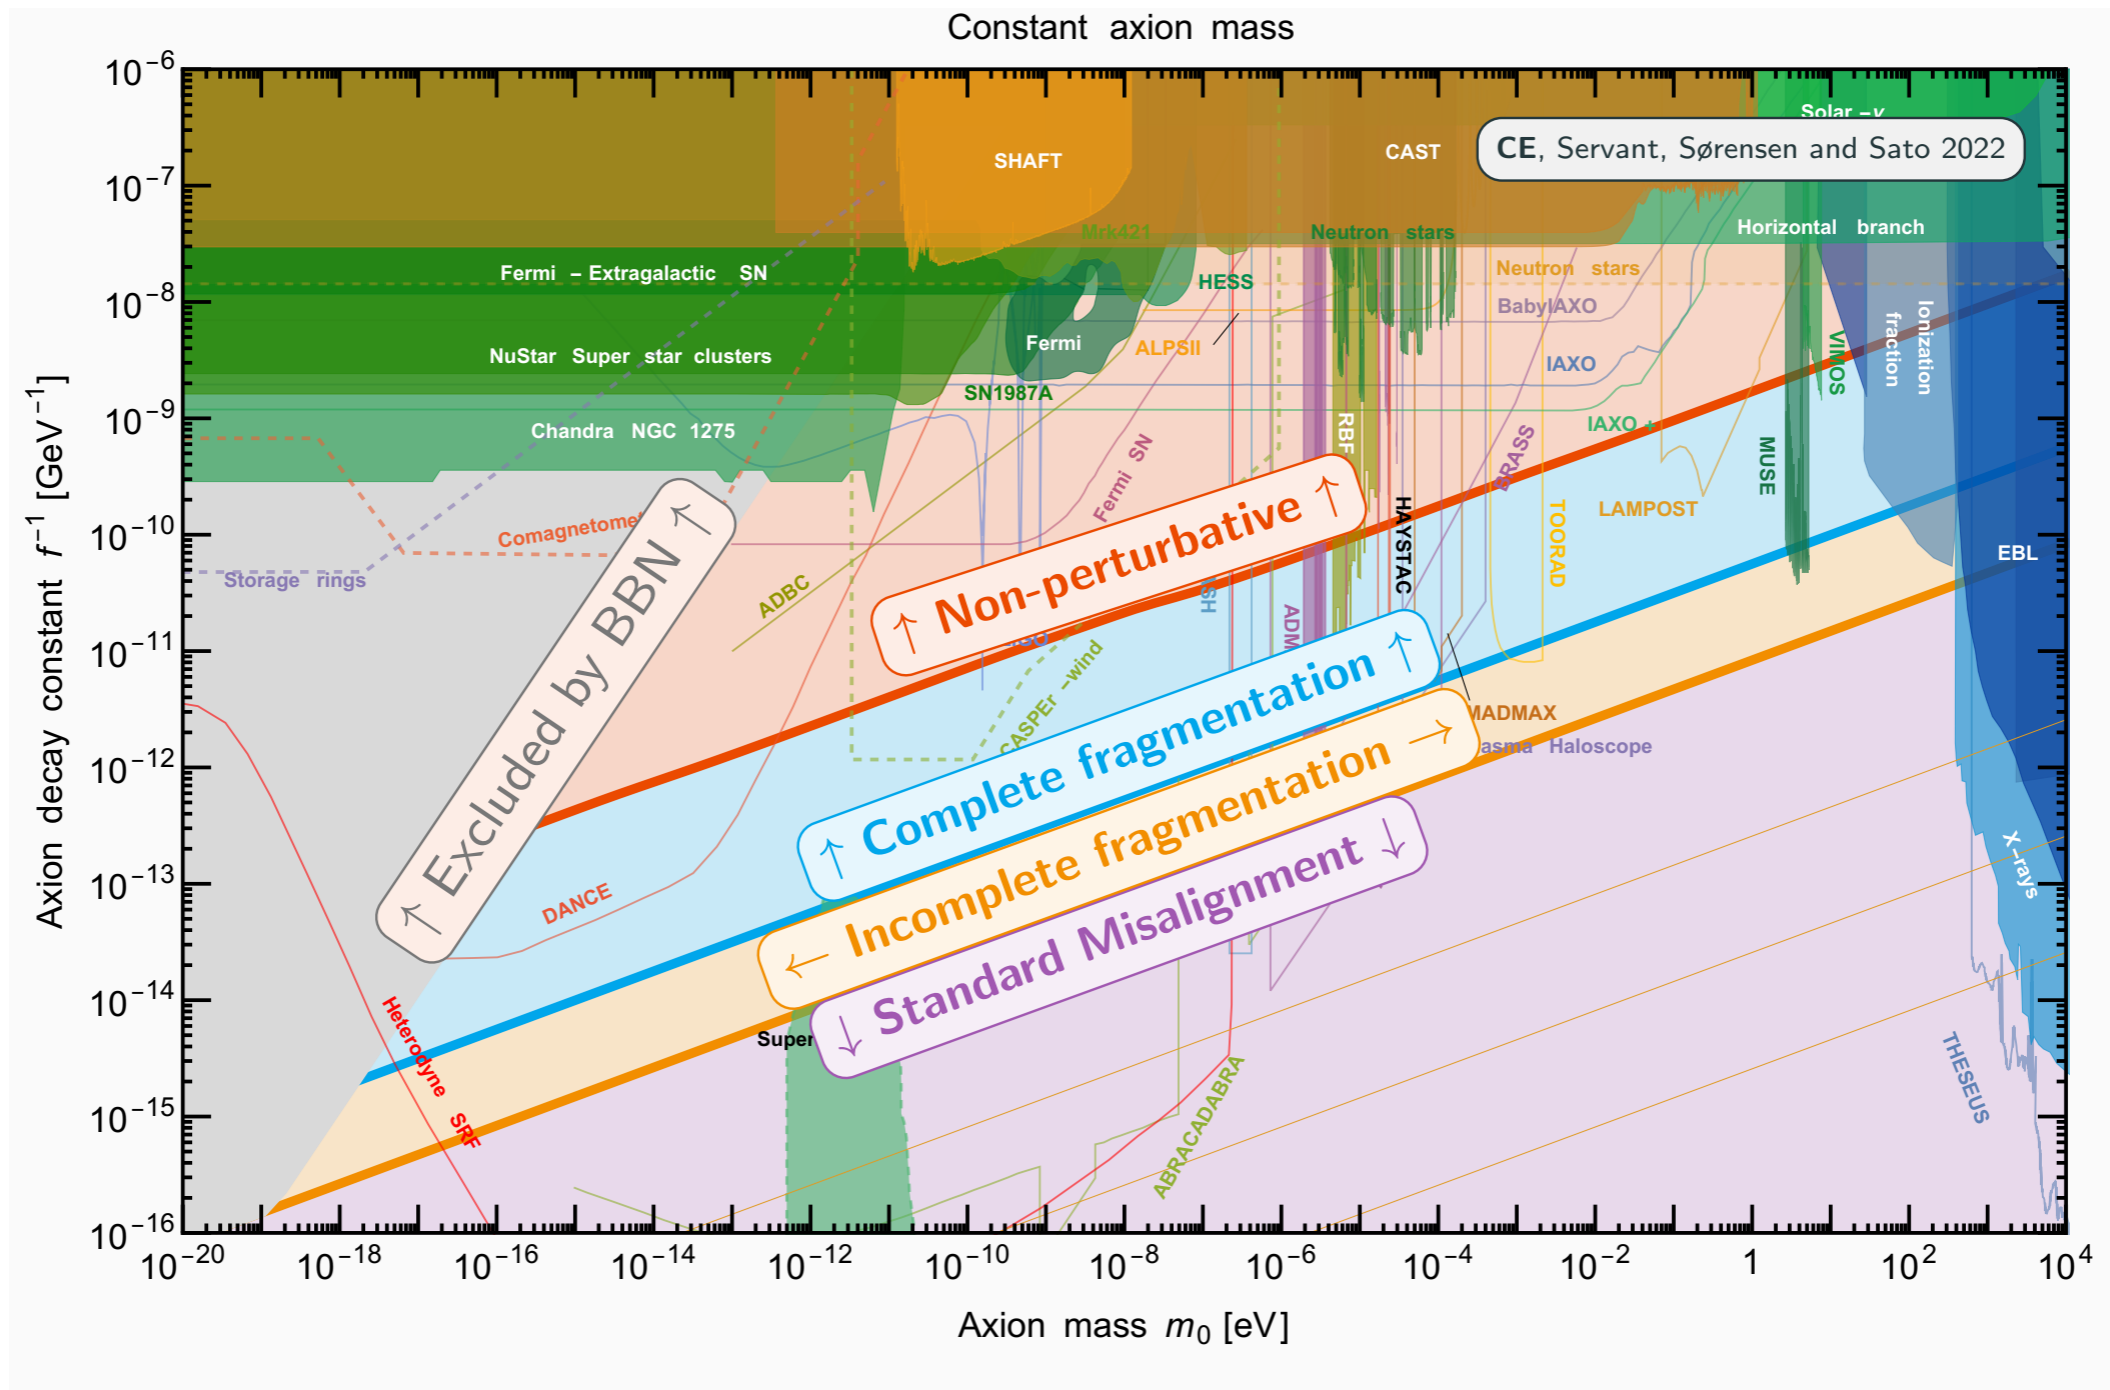 Constant axion mass
10⁻⁶
10⁻⁷
10⁻⁸
10⁻⁹
10⁻¹⁰
10⁻¹¹
10⁻¹²
10⁻¹³
10⁻¹⁴
10⁻¹⁵
10⁻¹⁶
Axion decay constant f⁻¹ [GeV⁻¹]
Solar – ν
CE, Servant, Sørensen and Sato 2022
SHAFT
CAST
Mrk421
Neutron stars
Horizontal branch
Fermi – Extragalactic SN
HESS
Neutron stars
BabyIAXO
Ionization
fraction
NuStar Super star clusters
Fermi
ALPSII
IAXO
VIMOS
SN1987A
Chandra NGC 1275
RBF
IAXO +
Fermi SN
BRASS
MUSE
Storage rings
ADBC
HAYSTAC
TOORAD
LAMPOST
EBL
↑ Excluded by BBN ↑
↑ Non-perturbative ↑
ADM
CASPEr – wind
↑ Complete fragmentation ↑
MADMAX
Haloscope
← Incomplete fragmentation →
↓ Standard Misalignment ↓
DANCE
X – rays
Heterodyne SRF
Super
ABRACADABRA
THESEUS
10⁻²⁰ 10⁻¹⁸ 10⁻¹⁶ 10⁻¹⁴ 10⁻¹² 10⁻¹⁰ 10⁻⁸ 10⁻⁶ 10⁻⁴ 10⁻² 1 10² 10⁴
Axion mass m₀ [eV]